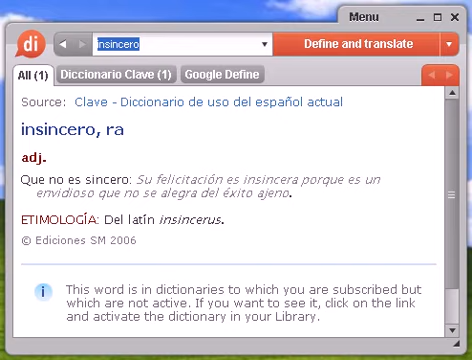 Menu
di
insincero
Define and translate
All (1)
Diccionario Clave (1)
Google Define
Source: Clave - Diccionario de uso del español actual
insincero, ra
adj.
Que no es sincero: Su felicitación es insincera porque es un
envidioso que no se alegra del éxito ajeno.
ETIMOLOGÍA: Del latín insincerus.
© Ediciones SM 2006
i
This word is in dictionaries to which you are subscribed but
which are not active. If you want to see it, click on the link
and activate the dictionary in your Library.